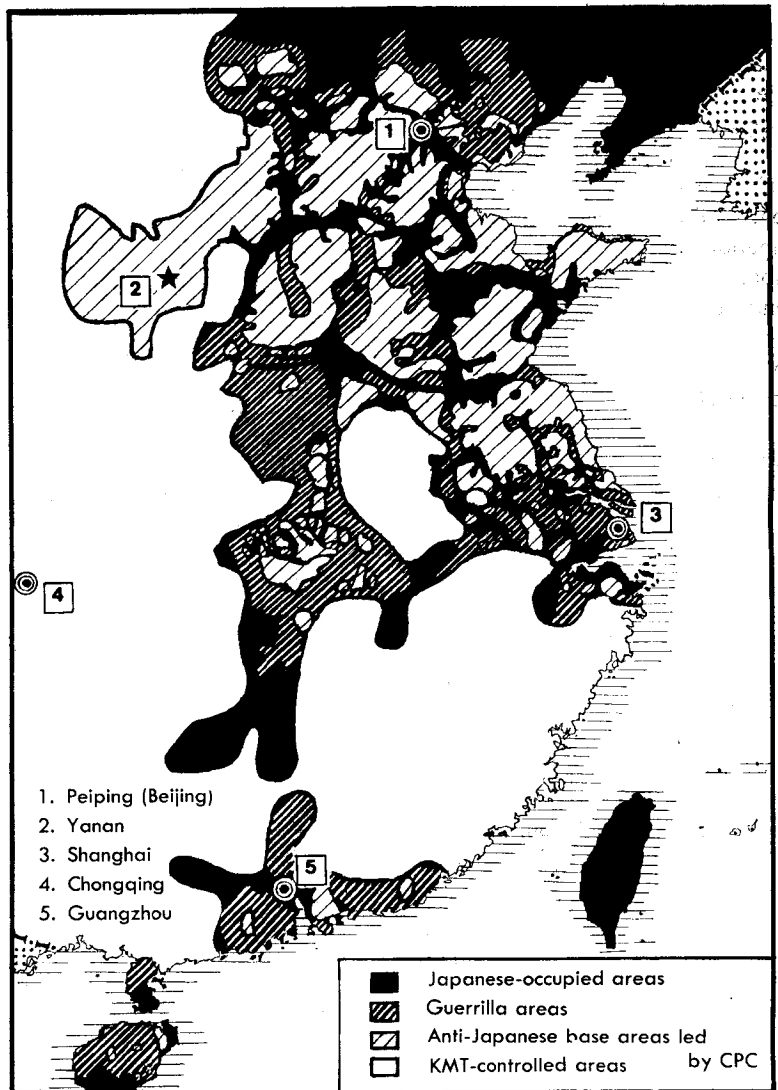 1
2
3
4
5
1. Peiping (Beijing)
2. Yanan
3. Shanghai
4. Chongqing
5. Guangzhou
Japanese-occupied areas
Guerrilla areas
Anti-Japanese base areas led
by CPC
KMT-controlled areas